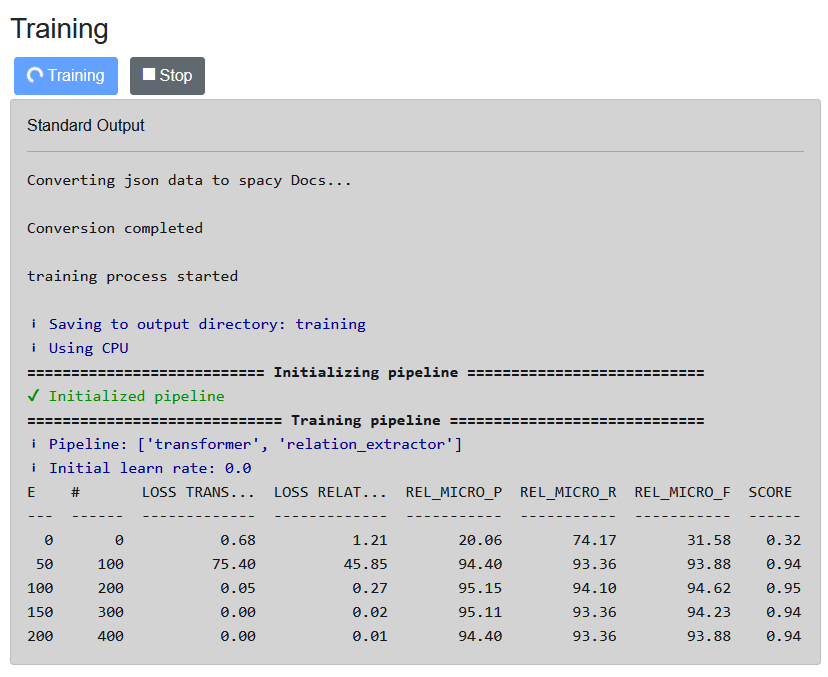 Training
Training Stop
Standard Output
Converting json data to spacy Docs...
Conversion completed
training process started
i Saving to output directory: training
i Using CPU
=========================== Initializing pipeline ===========================
✓ Initialized pipeline
============================= Training pipeline =============================
i Pipeline: ['transformer', 'relation_extractor']
i Initial learn rate: 0.0
E # LOSS TRANS... LOSS RELAT... REL_MICRO_P REL_MICRO_R REL_MICRO_F SCORE
--- ------ ------------- ------------- ----------- ----------- ----------- ------
0 0 0.68 1.21 20.06 74.17 31.58 0.32
50 100 75.40 45.85 94.40 93.36 93.88 0.94
100 200 0.05 0.27 95.15 94.10 94.62 0.95
150 300 0.00 0.02 95.11 93.36 94.23 0.94
200 400 0.00 0.01 94.40 93.36 93.88 0.94